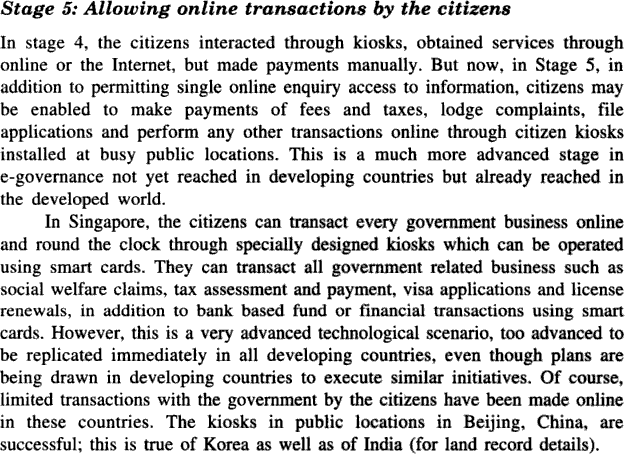 Stage 5: Allowing online transactions by the citizens
In stage 4, the citizens interacted through kiosks, obtained services through
online or the Internet, but made payments manually. But now, in Stage 5, in
addition to permitting single online enquiry access to information, citizens may
be enabled to make payments of fees and taxes, lodge complaints, file
applications and perform any other transactions online through citizen kiosks
installed at busy public locations. This is a much more advanced stage in
e-governance not yet reached in developing countries but already reached in
the developed world.
In Singapore, the citizens can transact every government business online
and round the clock through specially designed kiosks which can be operated
using smart cards. They can transact all government related business such as
social welfare claims, tax assessment and payment, visa applications and license
renewals, in addition to bank based fund or financial transactions using smart
cards. However, this is a very advanced technological scenario, too advanced to
be replicated immediately in all developing countries, even though plans are
being drawn in developing countries to execute similar initiatives. Of course,
limited transactions with the government by the citizens have been made online
in these countries. The kiosks in public locations in Beijing, China, are
successful; this is true of Korea as well as of India (for land record details).